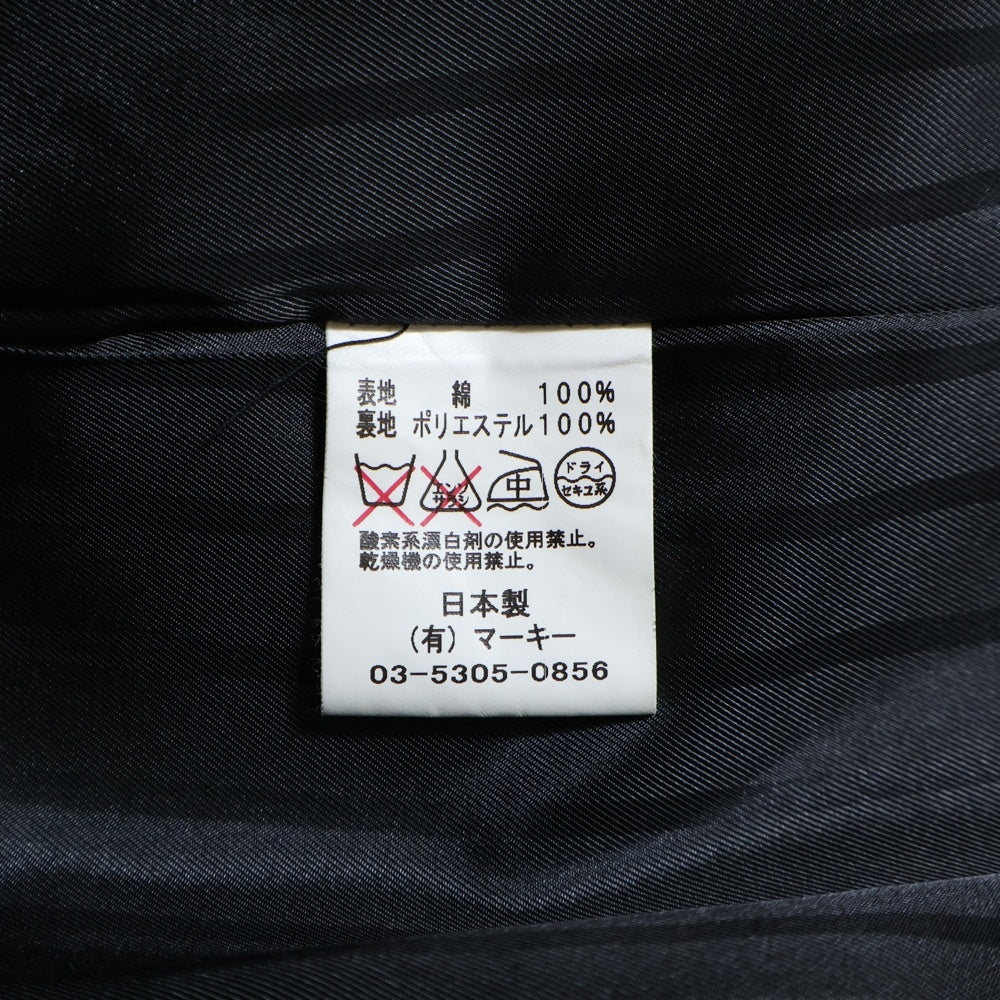 表地 綿 100%
裏地 ポリエステル100%
エンソ
サラシ
中
ドライ
セキユ系
酸素系漂白剤の使用禁止。
乾燥機の使用禁止。
日本製
(有)マーキー
03-5305-0856